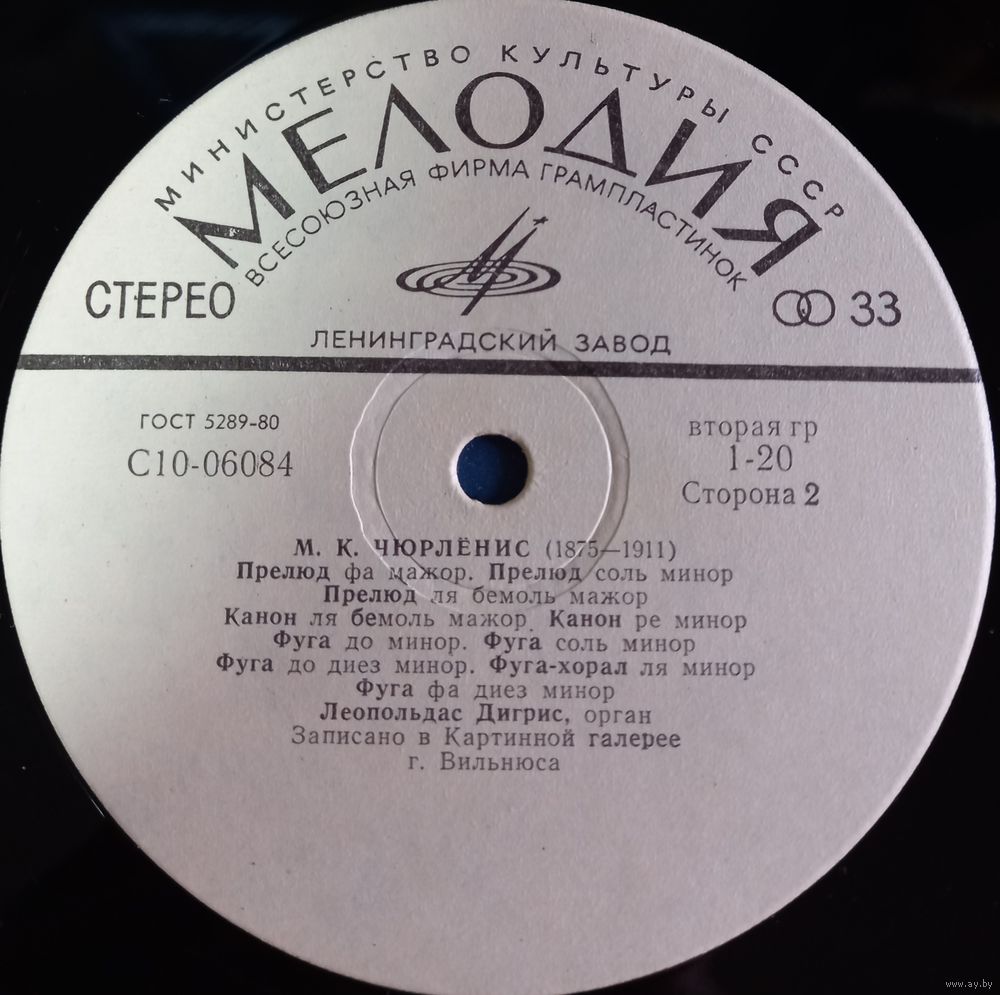 МИНИСТЕРСТВО КУЛЬТУРЫ СССР
МЕЛОДИЯ
ВСЕСОЮЗНАЯ ФИРМА ГРАМПЛАСТИНОК
СТЕРЕО
33
ЛЕНИНГРАДСКИЙ ЗАВОД
ГОСТ 5289-80
С10-06084
вторая гр
1-20
Сторона 2
М. К. ЧЮРЛЁНИС (1875—1911)
Прелюд фа мажор. Прелюд соль минор
Прелюд ля бемоль мажор
Канон ля бемоль мажор. Канон ре минор
Фуга до минор. Фуга соль минор
Фуга до диез минор. Фуга-хорал ля минор
Фуга фа диез минор
Леопольдас Дигрис, орган
Записано в Картинной галерее
г. Вильнюса
www.ay.by